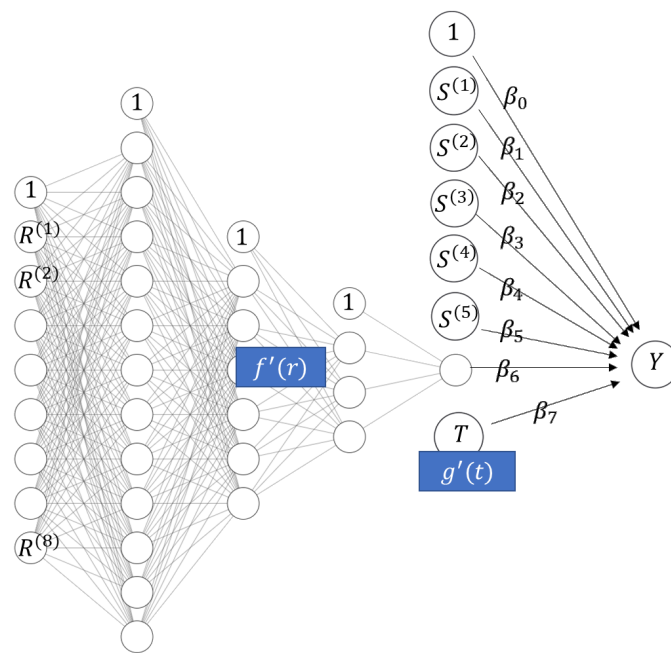 1
R^(1)
R^(2)
R^(8)
1
1
f′(r)
1
1
S^(1)
S^(2)
S^(3)
S^(4)
S^(5)
T
g′(t)
β₀
β₁
β₂
β₃
β₄
β₅
β₆
β₇
Y